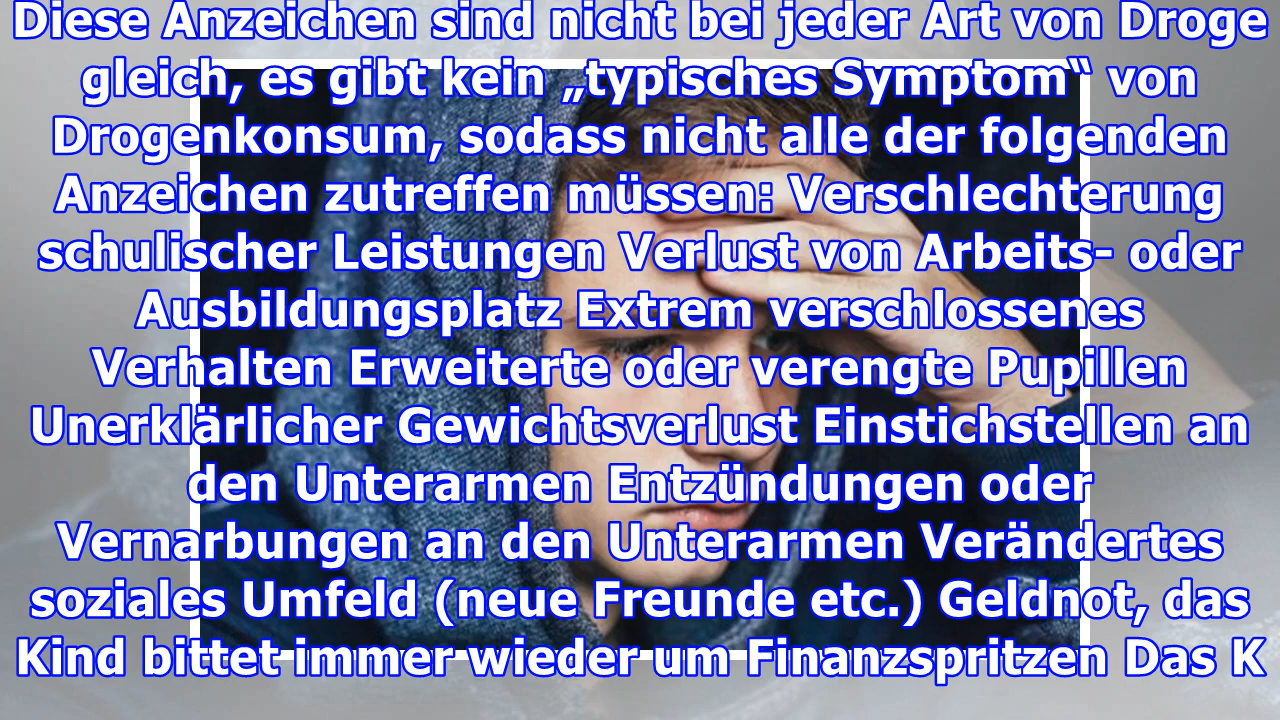 Diese Anzeichen sind nicht bei jeder Art von Droge
gleich, es gibt kein „typisches Symptom“ von
Drogenkonsum, sodass nicht alle der folgenden
Anzeichen zutreffen müssen: Verschlechterung
schulischer Leistungen Verlust von Arbeits- oder
Ausbildungsplatz Extrem verschlossenes
Verhalten Erweiterte oder verengte Pupillen
Unerklärlicher Gewichtsverlust Einstichstellen an
den Unterarmen Entzündungen oder
Vernarbungen an den Unterarmen Verändertes
soziales Umfeld (neue Freunde etc.) Geldnot, das
Kind bittet immer wieder um Finanzspritzen Das K